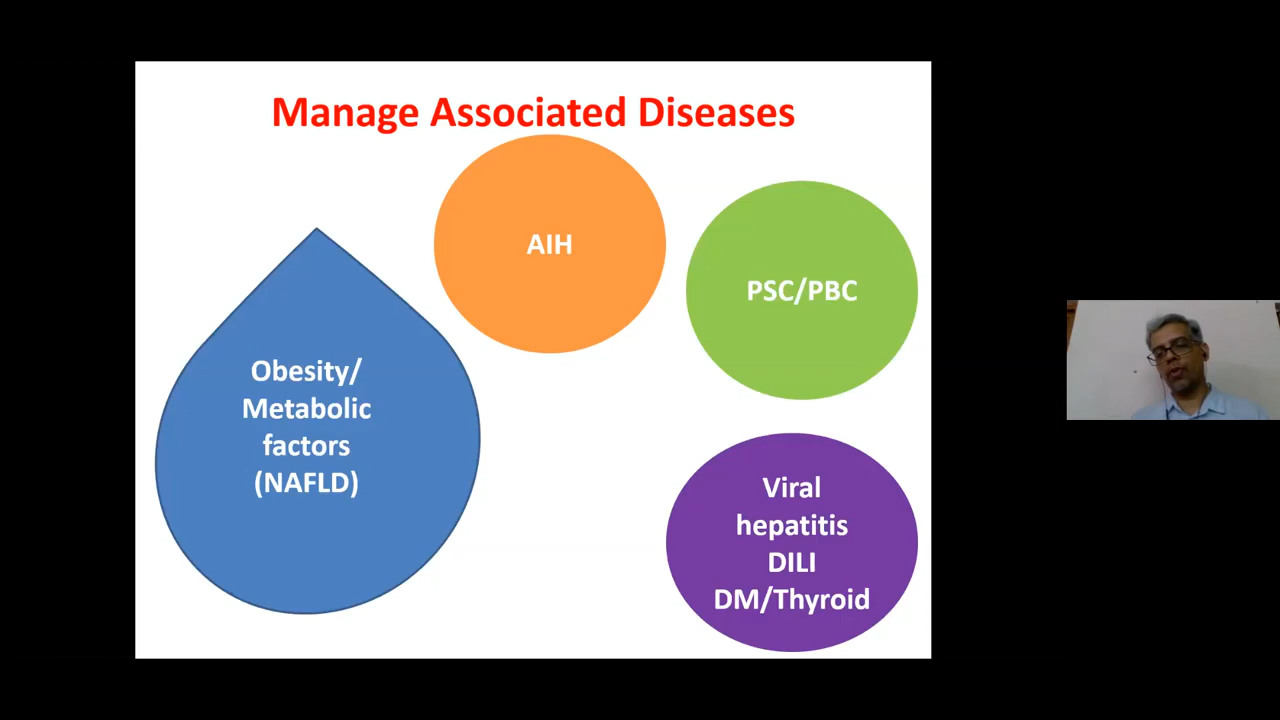 Manage Associated Diseases
AIH
PSC/PBC
Obesity/
Metabolic
factors
(NAFLD)
Viral
hepatitis
DILI
DM/Thyroid